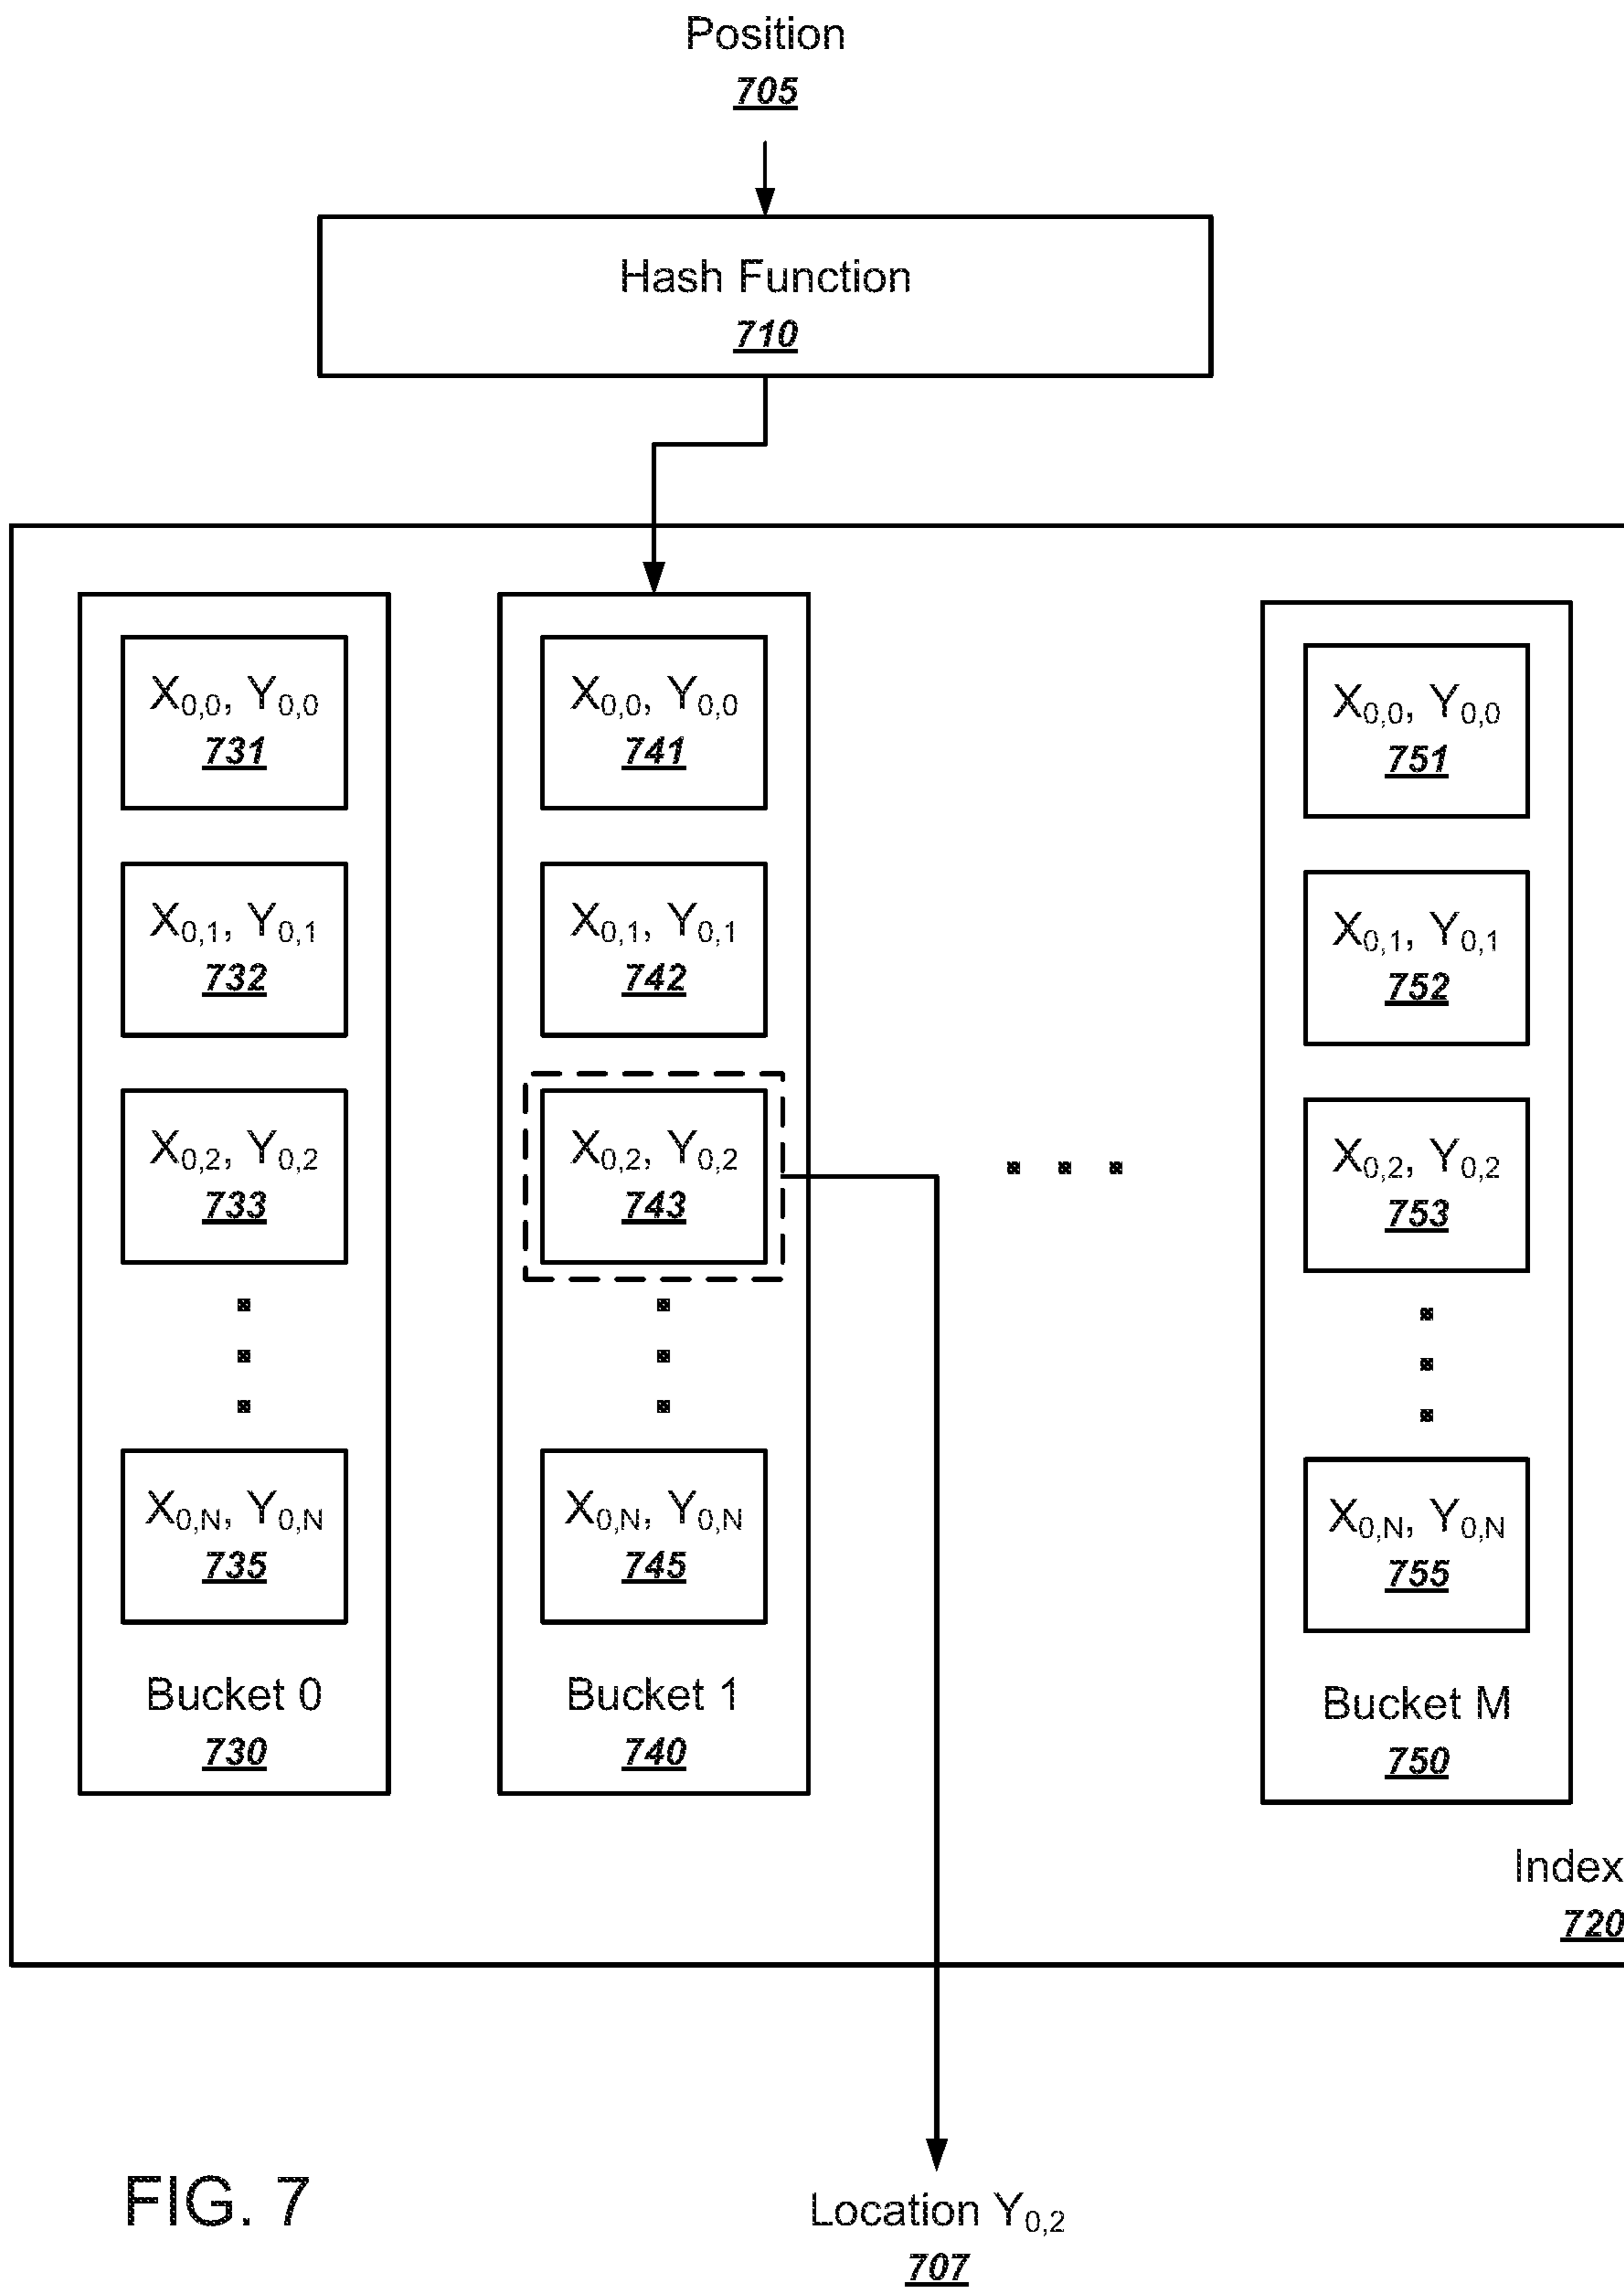 Position
705
Hash Function
710
X0,0, Y0,0
731
X0,1, Y0,1
732
X0,2, Y0,2
733
X0,N, Y0,N
735
Bucket 0
730
X0,0, Y0,0
741
X0,1, Y0,1
742
X0,2, Y0,2
743
X0,N, Y0,N
745
Bucket 1
740
X0,0, Y0,0
751
X0,1, Y0,1
752
X0,2, Y0,2
753
X0,N, Y0,N
755
Bucket M
750
Index
720
Location Y0,2
707
FIG. 7